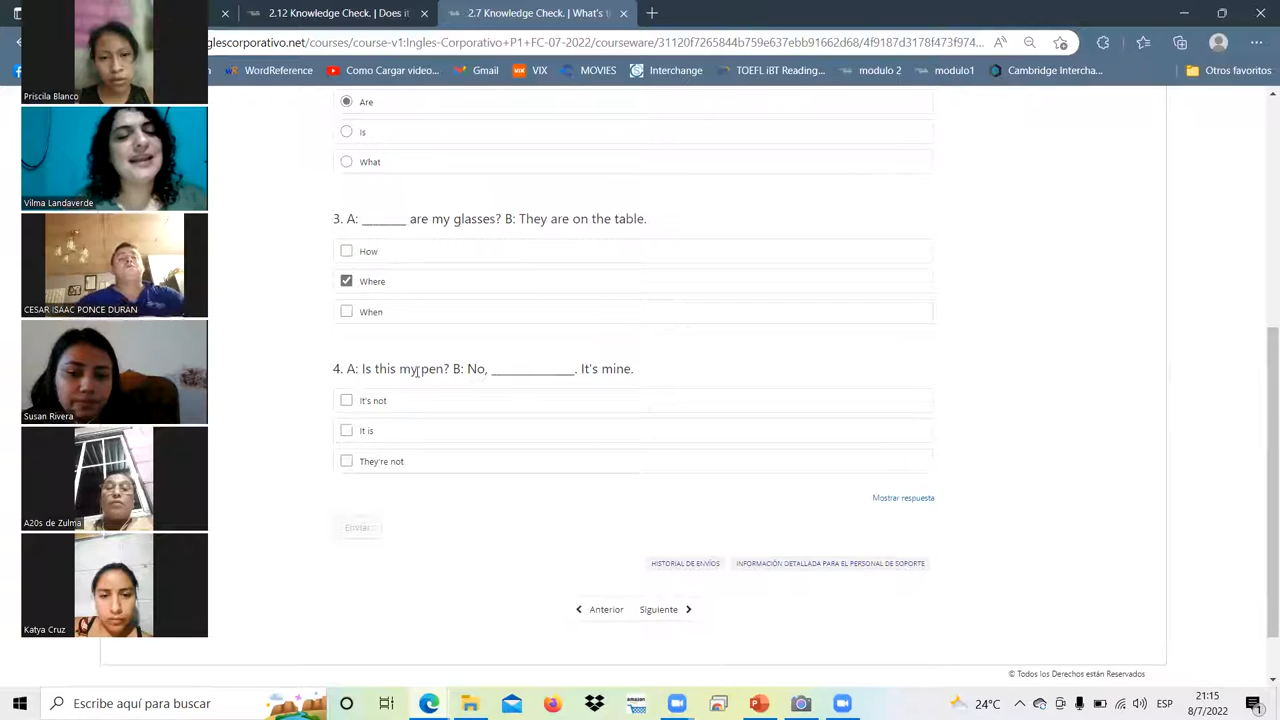 2.12 Knowledge Check. | Does it
2.7 Knowledge Check. | What's t
glescorporativo.net/courses/course-v1:Ingles-Corporativo+P1+FC-07-2022/courseware/31120f7265844b759e637ebb91662d68/4f9187d3178f473f974...
WordReference
Como Cargar video...
Gmail
VIX
MOVIES
Interchange
TOEFL iBT Read
modulo 2
modulo1
Cambridge Intercha...
Otros favoritos
Priscila Blanco
Vilma Landaverde
CESAR ISAAC PONCE DURAN
Susan Rivera
A20s de Zulma
Katya Cruz
Are
Is
What
3. A: ________ are my glasses? B: They are on the table.
How
Where
When
4. A: Is this my pen? B: No, _______________. It's mine.
It's not
It is
They're not
Mostrar respuesta
Enviar
HISTORIAL DE ENVÍOS
INFORMACIÓN DETALLADA PARA EL PERSONAL DE SOPORTE
Anterior
Siguiente
© Todos los Derechos están Reservados
Escribe aquí para buscar
amazon
24°C
ESP
21:15
8/7/2022
1